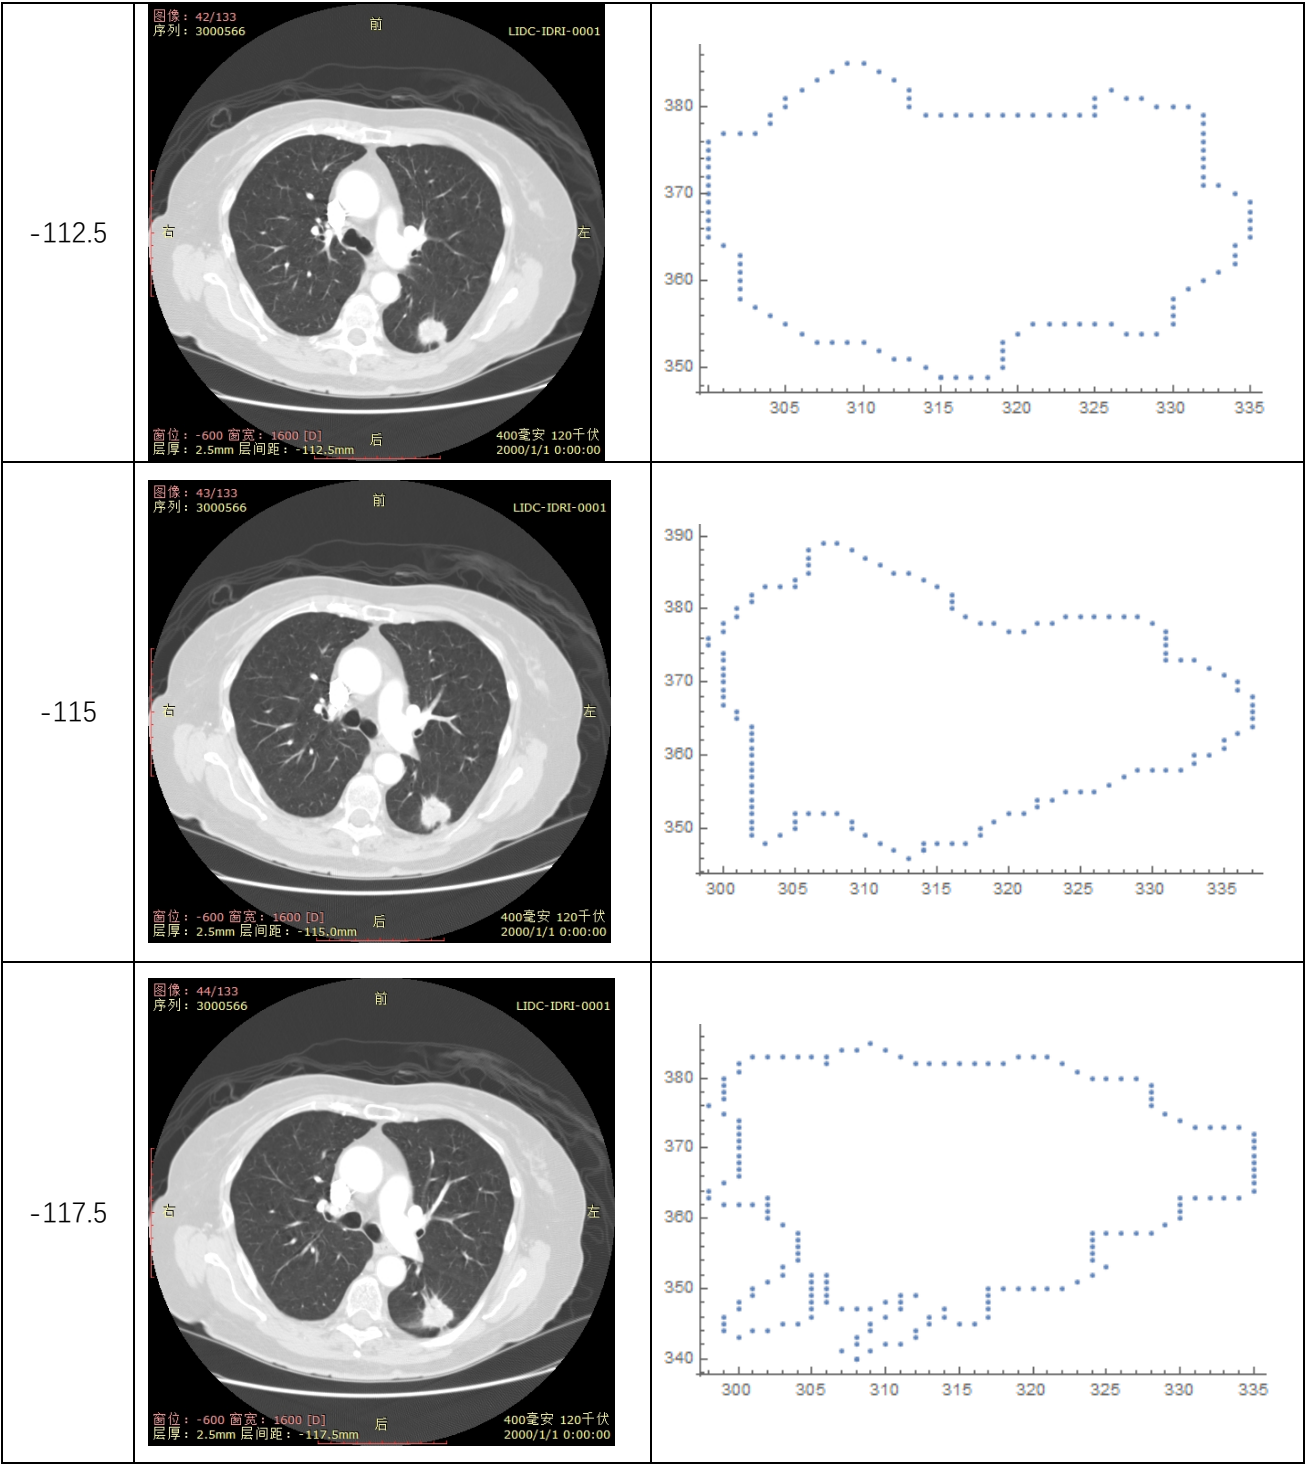 -112.5
图像: 42/133
序列: 3000566
前
LIDC-IDRI-0001
右
左
窗位: -600 窗宽: 1600 [D]
层厚: 2.5mm 层间距: -112.5mm
后
400毫安 120千伏
2000/1/1 0:00:00
380
370
360
350
305 310 315 320 325 330 335
-115
图像: 43/133
序列: 3000566
前
LIDC-IDRI-0001
右
左
窗位: -600 窗宽: 1600 [D]
层厚: 2.5mm 层间距: -115.0mm
后
400毫安 120千伏
2000/1/1 0:00:00
390
380
370
360
350
300 305 310 315 320 325 330 335
-117.5
图像: 44/133
序列: 3000566
前
LIDC-IDRI-0001
右
左
窗位: -600 窗宽: 1600 [D]
层厚: 2.5mm 层间距: -117.5mm
后
400毫安 120千伏
2000/1/1 0:00:00
380
370
360
350
340
300 305 310 315 320 325 330 335